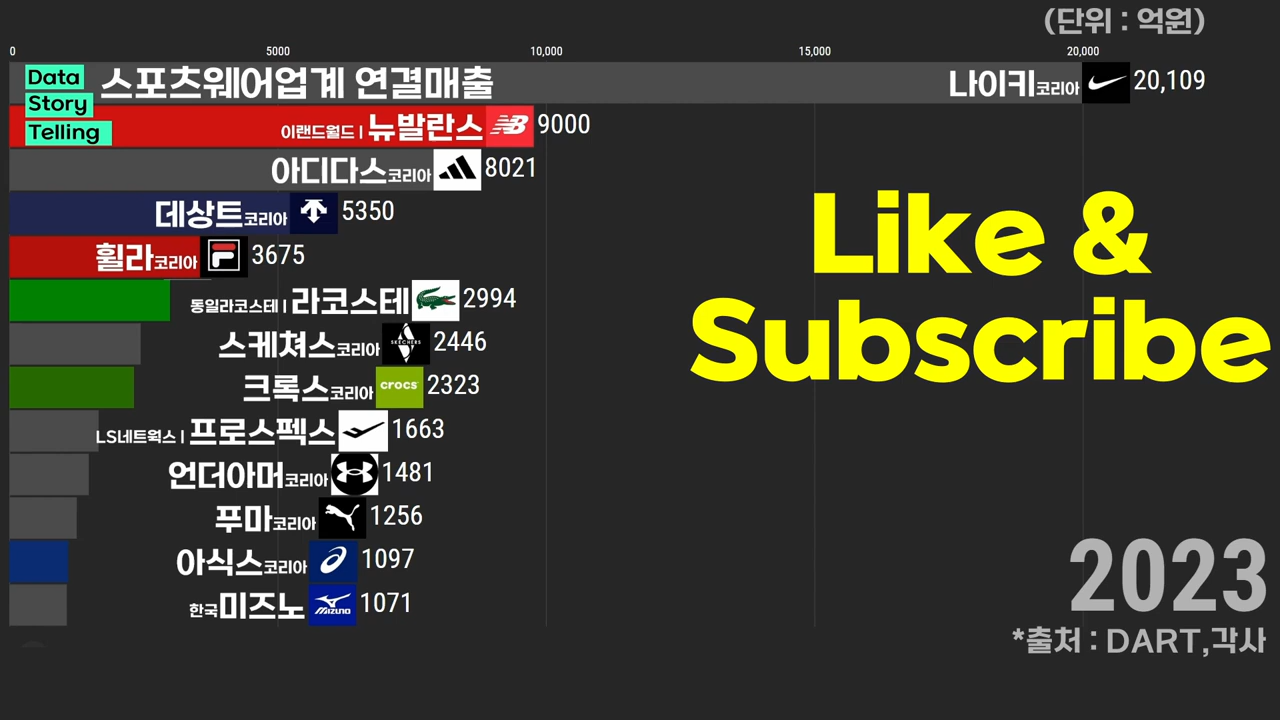 (단위 : 억원)
0 5000 10,000 15,000 20,000
Data
Story
Telling
스포츠웨어업계 연결매출
나이키코리아 20,109
이랜드월드 | 뉴발란스 NB 9000
아디다스코리아 8021
데상트코리아 5350
휠라코리아 3675
동일라코스테 | 라코스테 2994
스케쳐스코리아 SKECHERS 2446
크록스코리아 crocs 2323
LS네트웍스 | 프로스펙스 1663
언더아머코리아 1481
푸마코리아 1256
아식스코리아 1097
한국미즈노 MIZUNO 1071
Like &
Subscribe
2023
*출처 : DART,각사